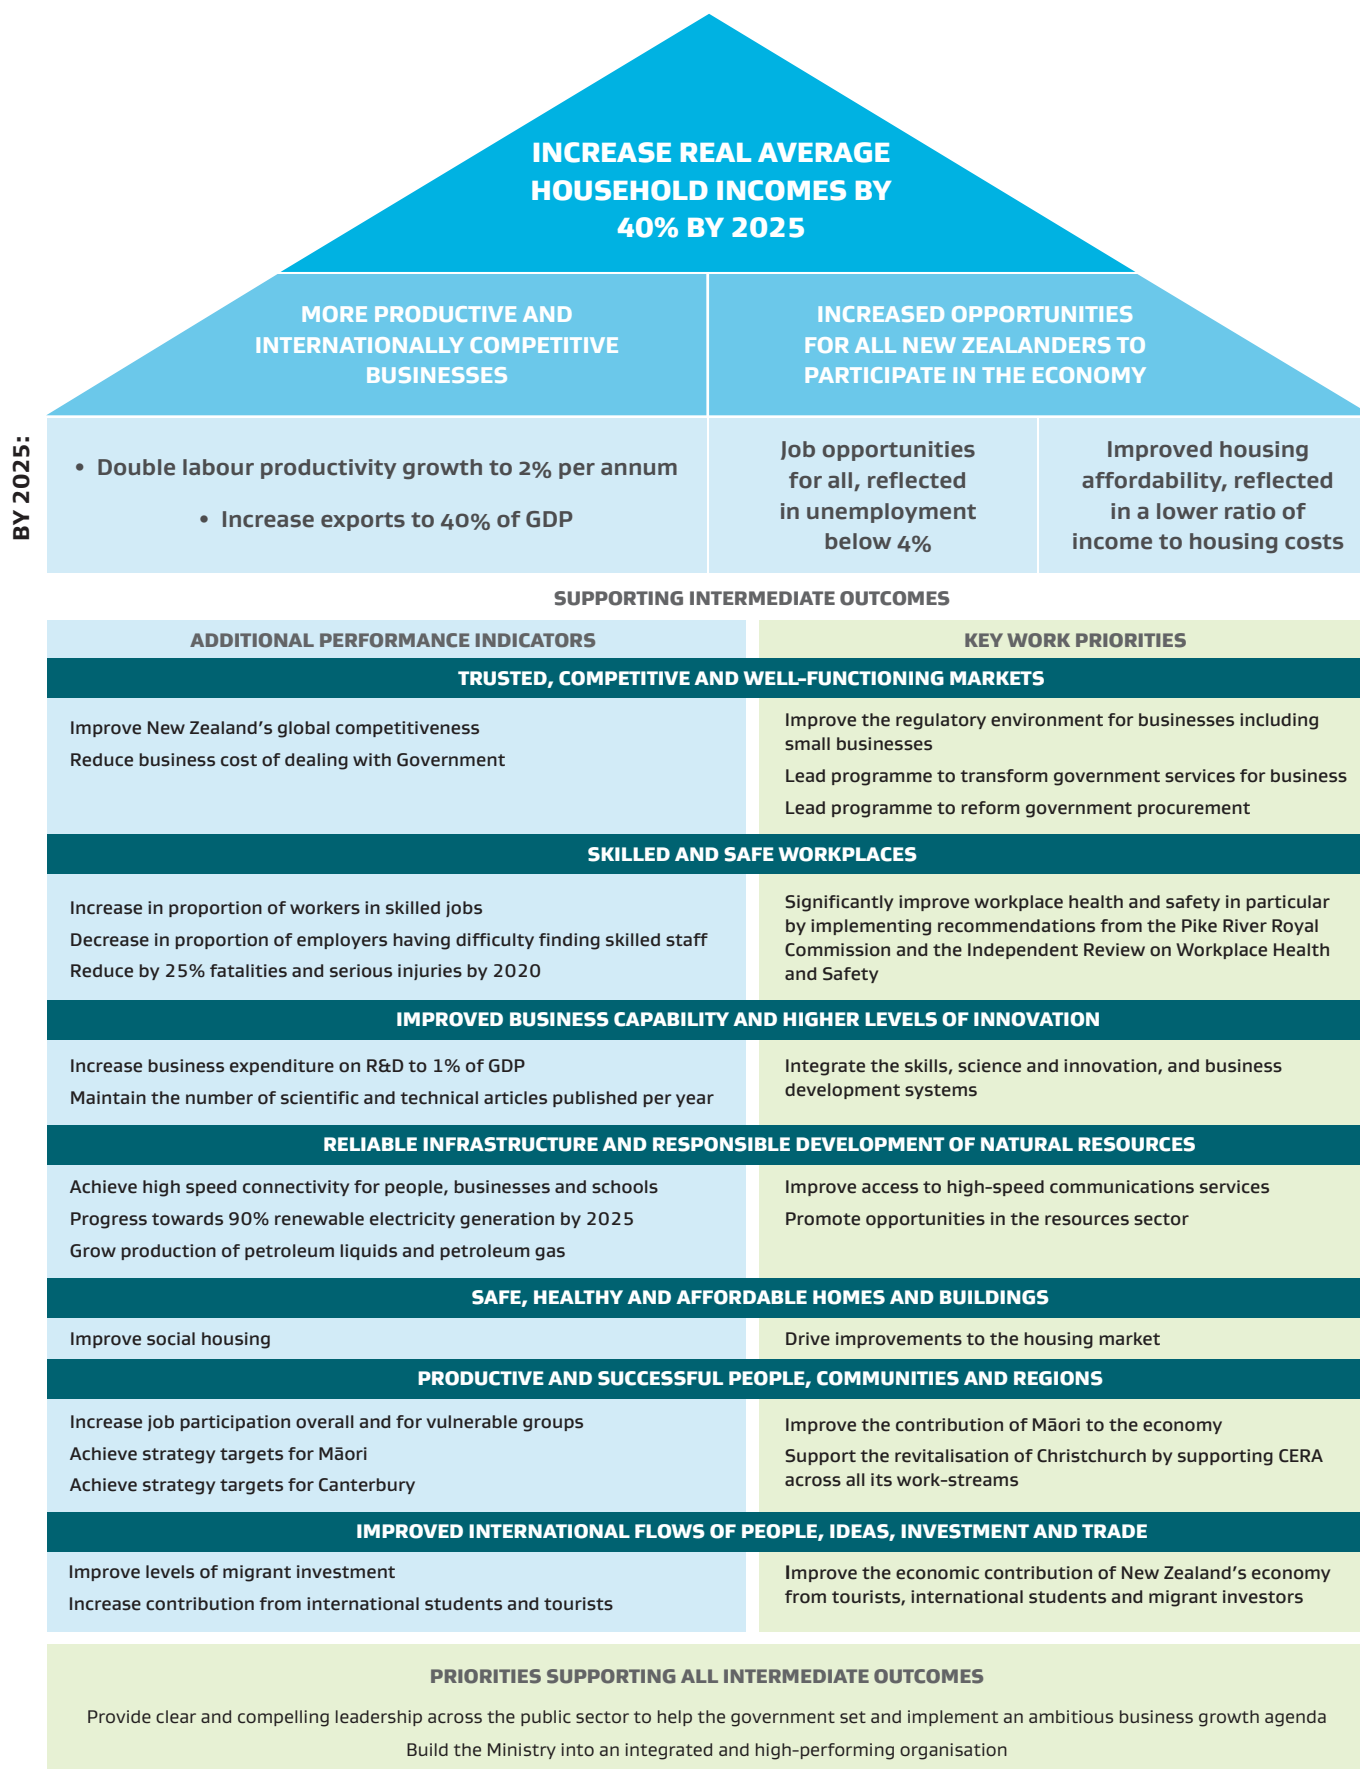 INCREASE REAL AVERAGE
HOUSEHOLD INCOMES BY
40% BY 2025
MORE PRODUCTIVE AND
INTERNATIONALLY COMPETITIVE
BUSINESSES
INCREASED OPPORTUNITIES
FOR ALL NEW ZEALANDERS TO
PARTICIPATE IN THE ECONOMY
BY 2025:
• Double labour productivity growth to 2% per annum
• Increase exports to 40% of GDP
Job opportunities
for all, reflected
in unemployment
below 4%
Improved housing
affordability, reflected
in a lower ratio of
income to housing costs
SUPPORTING INTERMEDIATE OUTCOMES
ADDITIONAL PERFORMANCE INDICATORS
KEY WORK PRIORITIES
TRUSTED, COMPETITIVE AND WELL-FUNCTIONING MARKETS
Improve New Zealand's global competitiveness
Reduce business cost of dealing with Government
Improve the regulatory environment for businesses including
small businesses
Lead programme to transform government services for business
Lead programme to reform government procurement
SKILLED AND SAFE WORKPLACES
Increase in proportion of workers in skilled jobs
Decrease in proportion of employers having difficulty finding skilled staff
Reduce by 25% fatalities and serious injuries by 2020
Significantly improve workplace health and safety in particular
by implementing recommendations from the Pike River Royal
Commission and the Independent Review on Workplace Health
and Safety
IMPROVED BUSINESS CAPABILITY AND HIGHER LEVELS OF INNOVATION
Increase business expenditure on R&D to 1% of GDP
Maintain the number of scientific and technical articles published per year
Integrate the skills, science and innovation, and business
development systems
RELIABLE INFRASTRUCTURE AND RESPONSIBLE DEVELOPMENT OF NATURAL RESOURCES
Achieve high speed connectivity for people, businesses and schools
Progress towards 90% renewable electricity generation by 2025
Grow production of petroleum liquids and petroleum gas
Improve access to high-speed communications services
Promote opportunities in the resources sector
SAFE, HEALTHY AND AFFORDABLE HOMES AND BUILDINGS
Improve social housing
Drive improvements to the housing market
PRODUCTIVE AND SUCCESSFUL PEOPLE, COMMUNITIES AND REGIONS
Increase job participation overall and for vulnerable groups
Achieve strategy targets for Māori
Achieve strategy targets for Canterbury
Improve the contribution of Māori to the economy
Support the revitalisation of Christchurch by supporting CERA
across all its work-streams
IMPROVED INTERNATIONAL FLOWS OF PEOPLE, IDEAS, INVESTMENT AND TRADE
Improve levels of migrant investment
Increase contribution from international students and tourists
Improve the economic contribution of New Zealand's economy
from tourists, international students and migrant investors
PRIORITIES SUPPORTING ALL INTERMEDIATE OUTCOMES
Provide clear and compelling leadership across the public sector to help the government set and implement an ambitious business growth agenda
Build the Ministry into an integrated and high-performing organisation